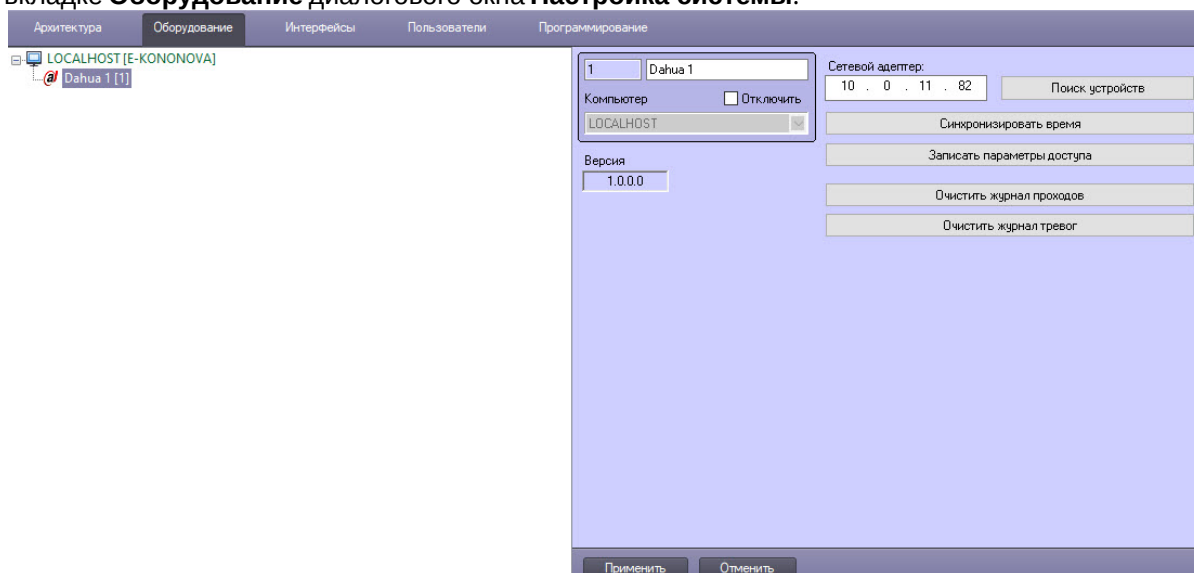 вкладке Оборудование диалогового окна Настройка системы.
Архитектура Оборудование Интерфейсы Пользователи Программирование
LOCALHOST [E-KONONOVA]
Dahua 1 [1]
1 Dahua 1
Компьютер Отключить
LOCALHOST
Версия
1.0.0.0
Сетевой адаптер:
10 . 0 . 11 . 82 Поиск устройств
Синхронизировать время
Записать параметры доступа
Очистить журнал проходов
Очистить журнал тревог
Применить Отменить